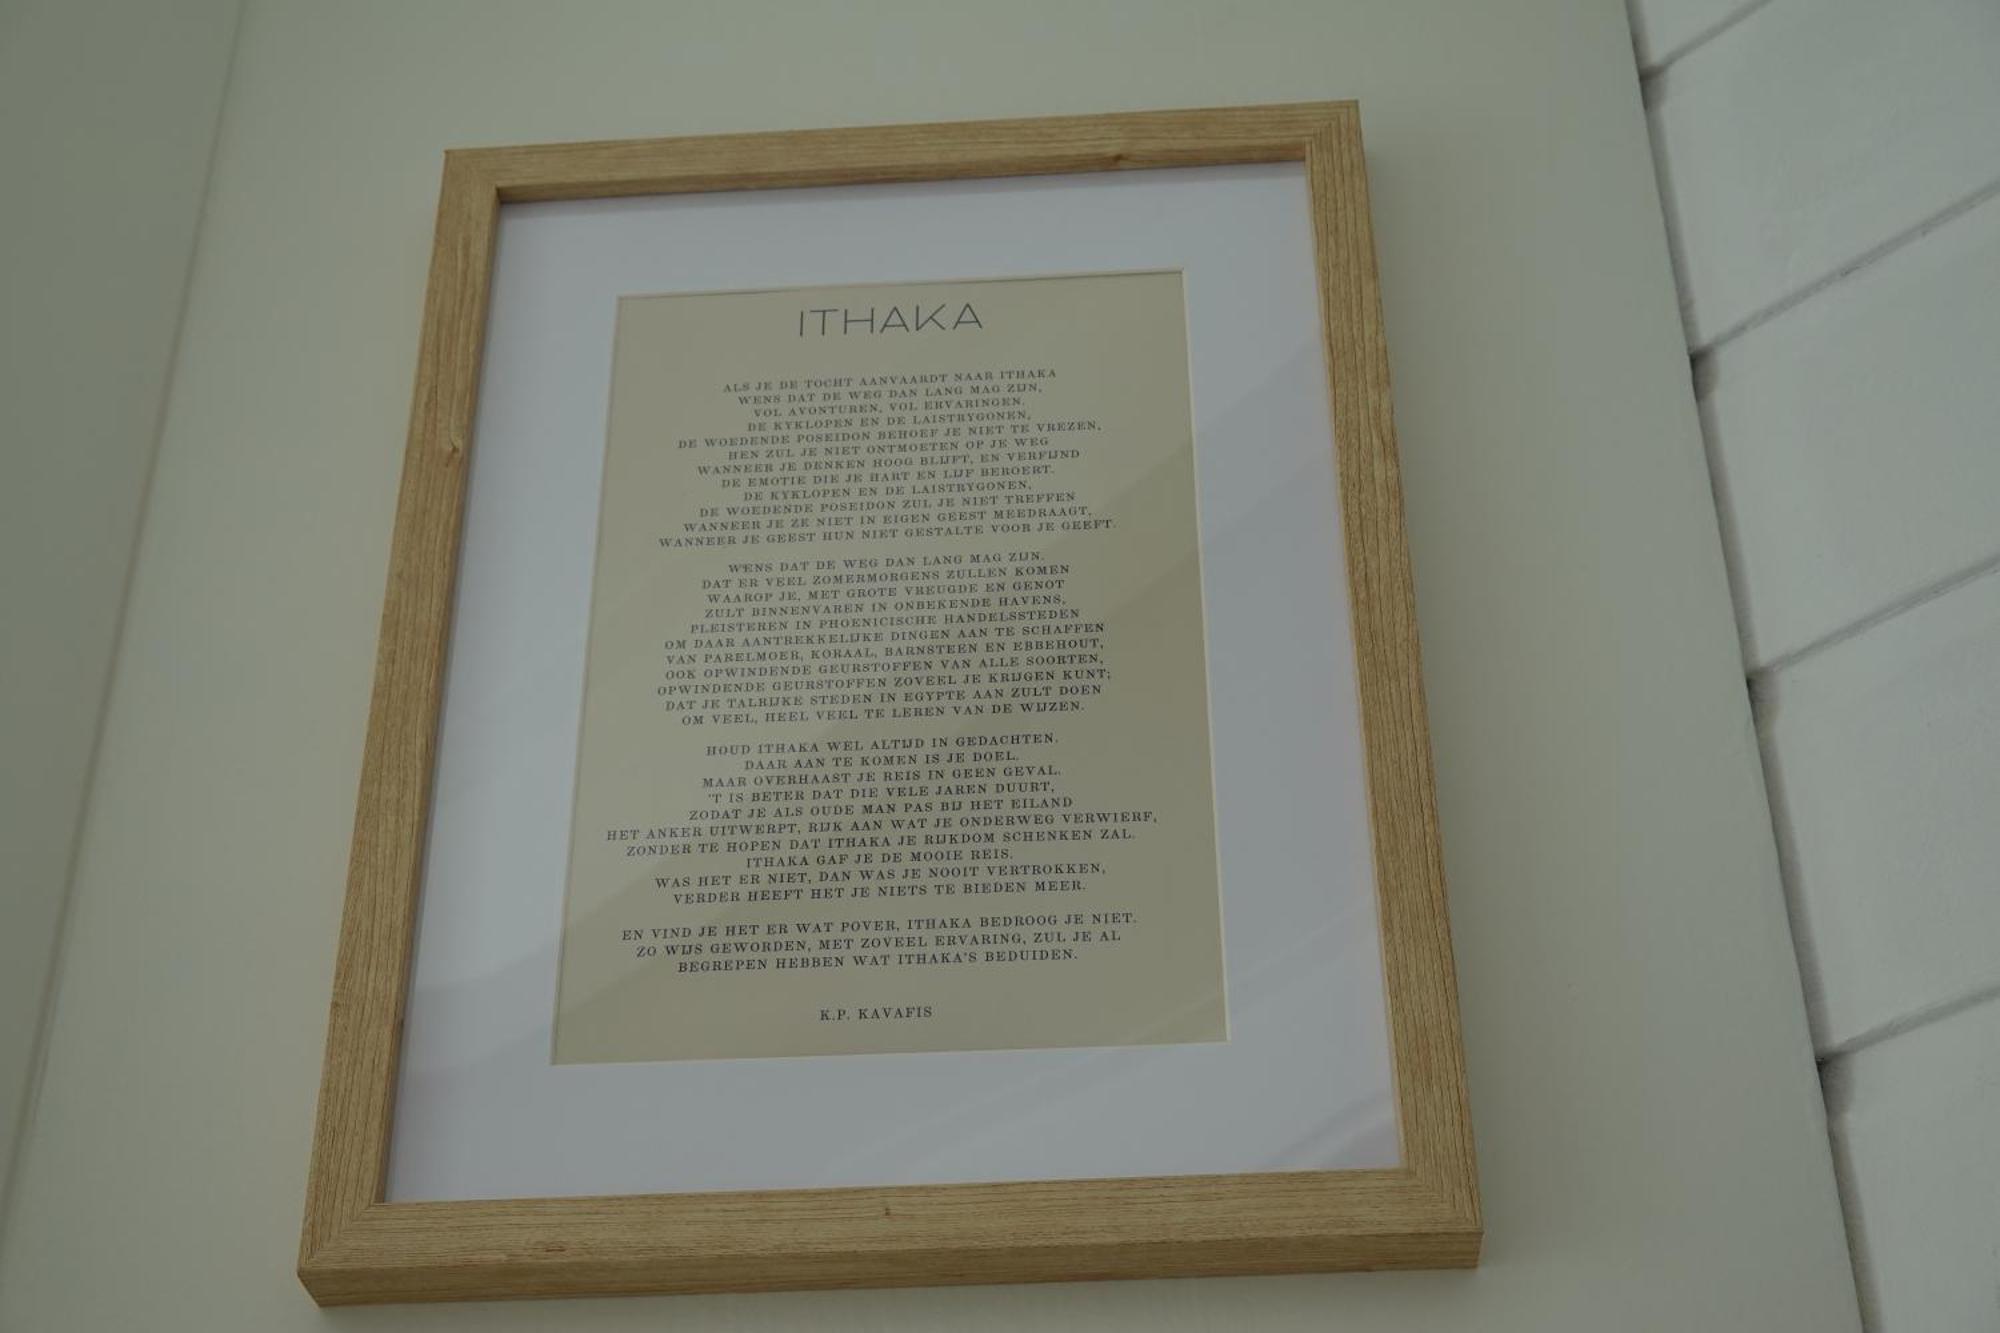 ITHAKA
ALS JE DE TOCHT AANVAARDT NAAR ITHAKA
WENS DAT DE WEG DAN LANG MAG ZIJN,
VOL AVONTUREN, VOL ERVARINGEN.
DE KYKLOPEN EN DE LAISTRYGONEN,
DE WOEDENDE POSEIDON BEHOEF JE NIET TE VREZEN,
HEN ZUL JE NIET ONTMOETEN OP JE WEG
WANNEER JE DENKEN HOOG BLIJFT, EN VERFIJND
DE EMOTIE DIE JE HART EN LIJF BEROERT.
DE KYKLOPEN EN DE LAISTRYGONEN,
DE WOEDENDE POSEIDON ZUL JE NIET TREFFEN
WANNEER JE ZE NIET IN EIGEN GEEST MEEDRAAGT,
WANNEER JE GEEST HUN NIET GESTALTE VOOR JE GEEFT.
WENS DAT DE WEG DAN LANG MAG ZIJN.
DAT ER VEEL ZOMERMORGENS ZULLEN KOMEN
WAAROP JE, MET GROTE VREUGDE EN GENOT
ZULT BINNENVAREN IN ONBEKENDE HAVENS,
PLEISTEREN IN PHOENICISCHE HANDELSSTEDEN
OM DAAR AANTREKKELIJKE DINGEN AAN TE SCHAFFEN
VAN PARELMOER, KORAAL, BARNSTEEN EN EBBEHOUT,
OOK OPWINDENDE GEURSTOFFEN VAN ALLE SOORTEN,
OPWINDENDE GEURSTOFFEN ZOVEEL JE KRIJGEN KUNT;
DAT JE TALRIJKE STEDEN IN EGYPTE AAN ZULT DOEN
OM VEEL, HEEL VEEL TE LEREN VAN DE WIJZEN.
HOUD ITHAKA WEL ALTIJD IN GEDACHTEN.
DAAR AAN TE KOMEN IS JE DOEL.
MAAR OVERHAAST JE REIS IN GEEN GEVAL.
'T IS BETER DAT DIE VELE JAREN DUURT,
ZODAT JE ALS OUDE MAN PAS BIJ HET EILAND
HET ANKER UITWERPT, RIJK AAN WAT JE ONDERWEG VERWIERF,
ZONDER TE HOPEN DAT ITHAKA JE RIJKDOM SCHENKEN ZAL.
ITHAKA GAF JE DE MOOIE REIS.
WAS HET ER NIET, DAN WAS JE NOOIT VERTROKKEN,
VERDER HEEFT HET JE NIETS TE BIEDEN MEER.
EN VIND JE HET ER WAT POVER, ITHAKA BEDROOG JE NIET.
ZO WIJS GEWORDEN, MET ZOVEEL ERVARING, ZUL JE AL
BEGREPEN HEBBEN WAT ITHAKA'S BEDUIDEN.
K.P. KAVAFIS